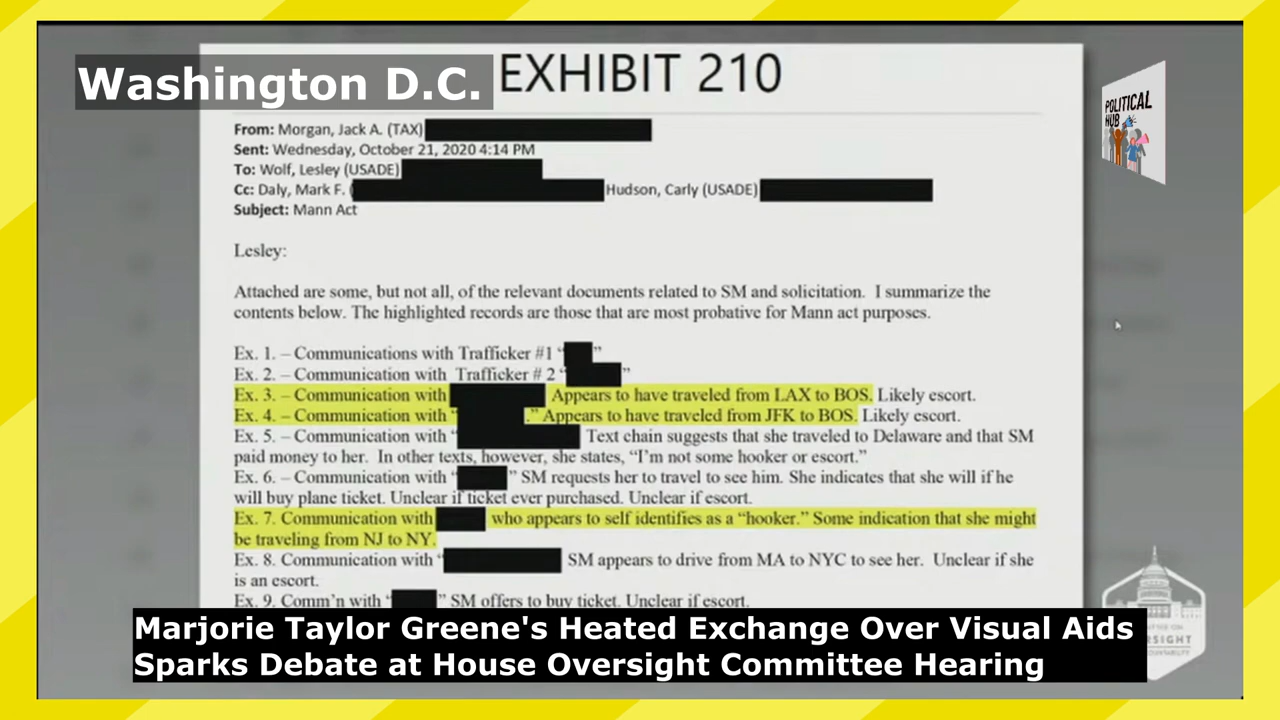 Washington D.C.
EXHIBIT 210
POLITICAL
HUB
From: Morgan, Jack A. (TAX)
Sent: Wednesday, October 21, 2020 4:14 PM
To: Wolf, Lesley (USADE)
Cc: Daly, Mark F. ( Hudson, Carly (USADE)
Subject: Mann Act
Lesley:
Attached are some, but not all, of the relevant documents related to SM and solicitation. I summarize the
contents below. The highlighted records are those that are most probative for Mann act purposes.
Ex. 1. – Communications with Trafficker #1 “ ”
Ex. 2. – Communication with Trafficker # 2 “ ”
Ex. 3. – Communication with Appears to have traveled from LAX to BOS. Likely escort.
Ex. 4. – Communication with “ .” Appears to have traveled from JFK to BOS. Likely escort.
Ex. 5. – Communication with “ Text chain suggests that she traveled to Delaware and that SM
paid money to her. In other texts, however, she states, “I’m not some hooker or escort.”
Ex. 6. – Communication with “ ” SM requests her to travel to see him. She indicates that she will if he
will buy plane ticket. Unclear if ticket ever purchased. Unclear if escort.
Ex. 7. Communication with who appears to self identifies as a “hooker.” Some indication that she might
be traveling from NJ to NY.
Ex. 8. – Communication with “ SM appears to drive from MA to NYC to see her. Unclear if she
is an escort.
Ex. 9. Comm’n with “ ” SM offers to buy ticket. Unclear if escort.
Marjorie Taylor Greene's Heated Exchange Over Visual Aids
Sparks Debate at House Oversight Committee Hearing